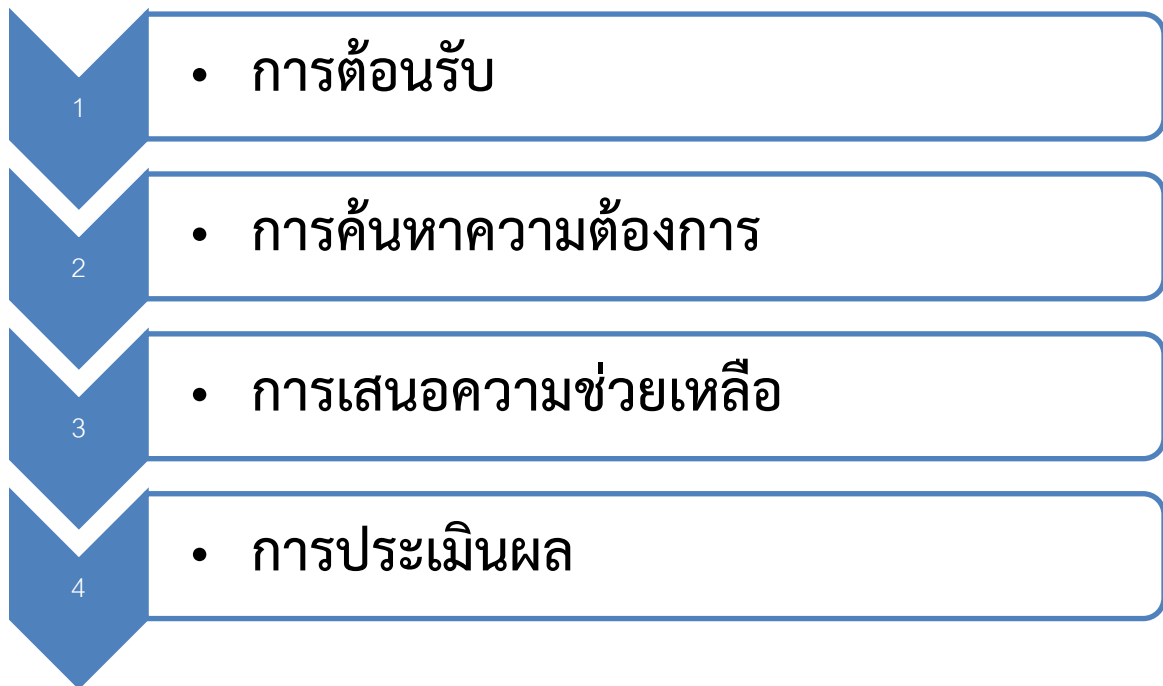 1
• การต้อนรับ
2
• การค้นหาความต้องการ
3
• การเสนอความช่วยเหลือ
4
• การประเมินผล